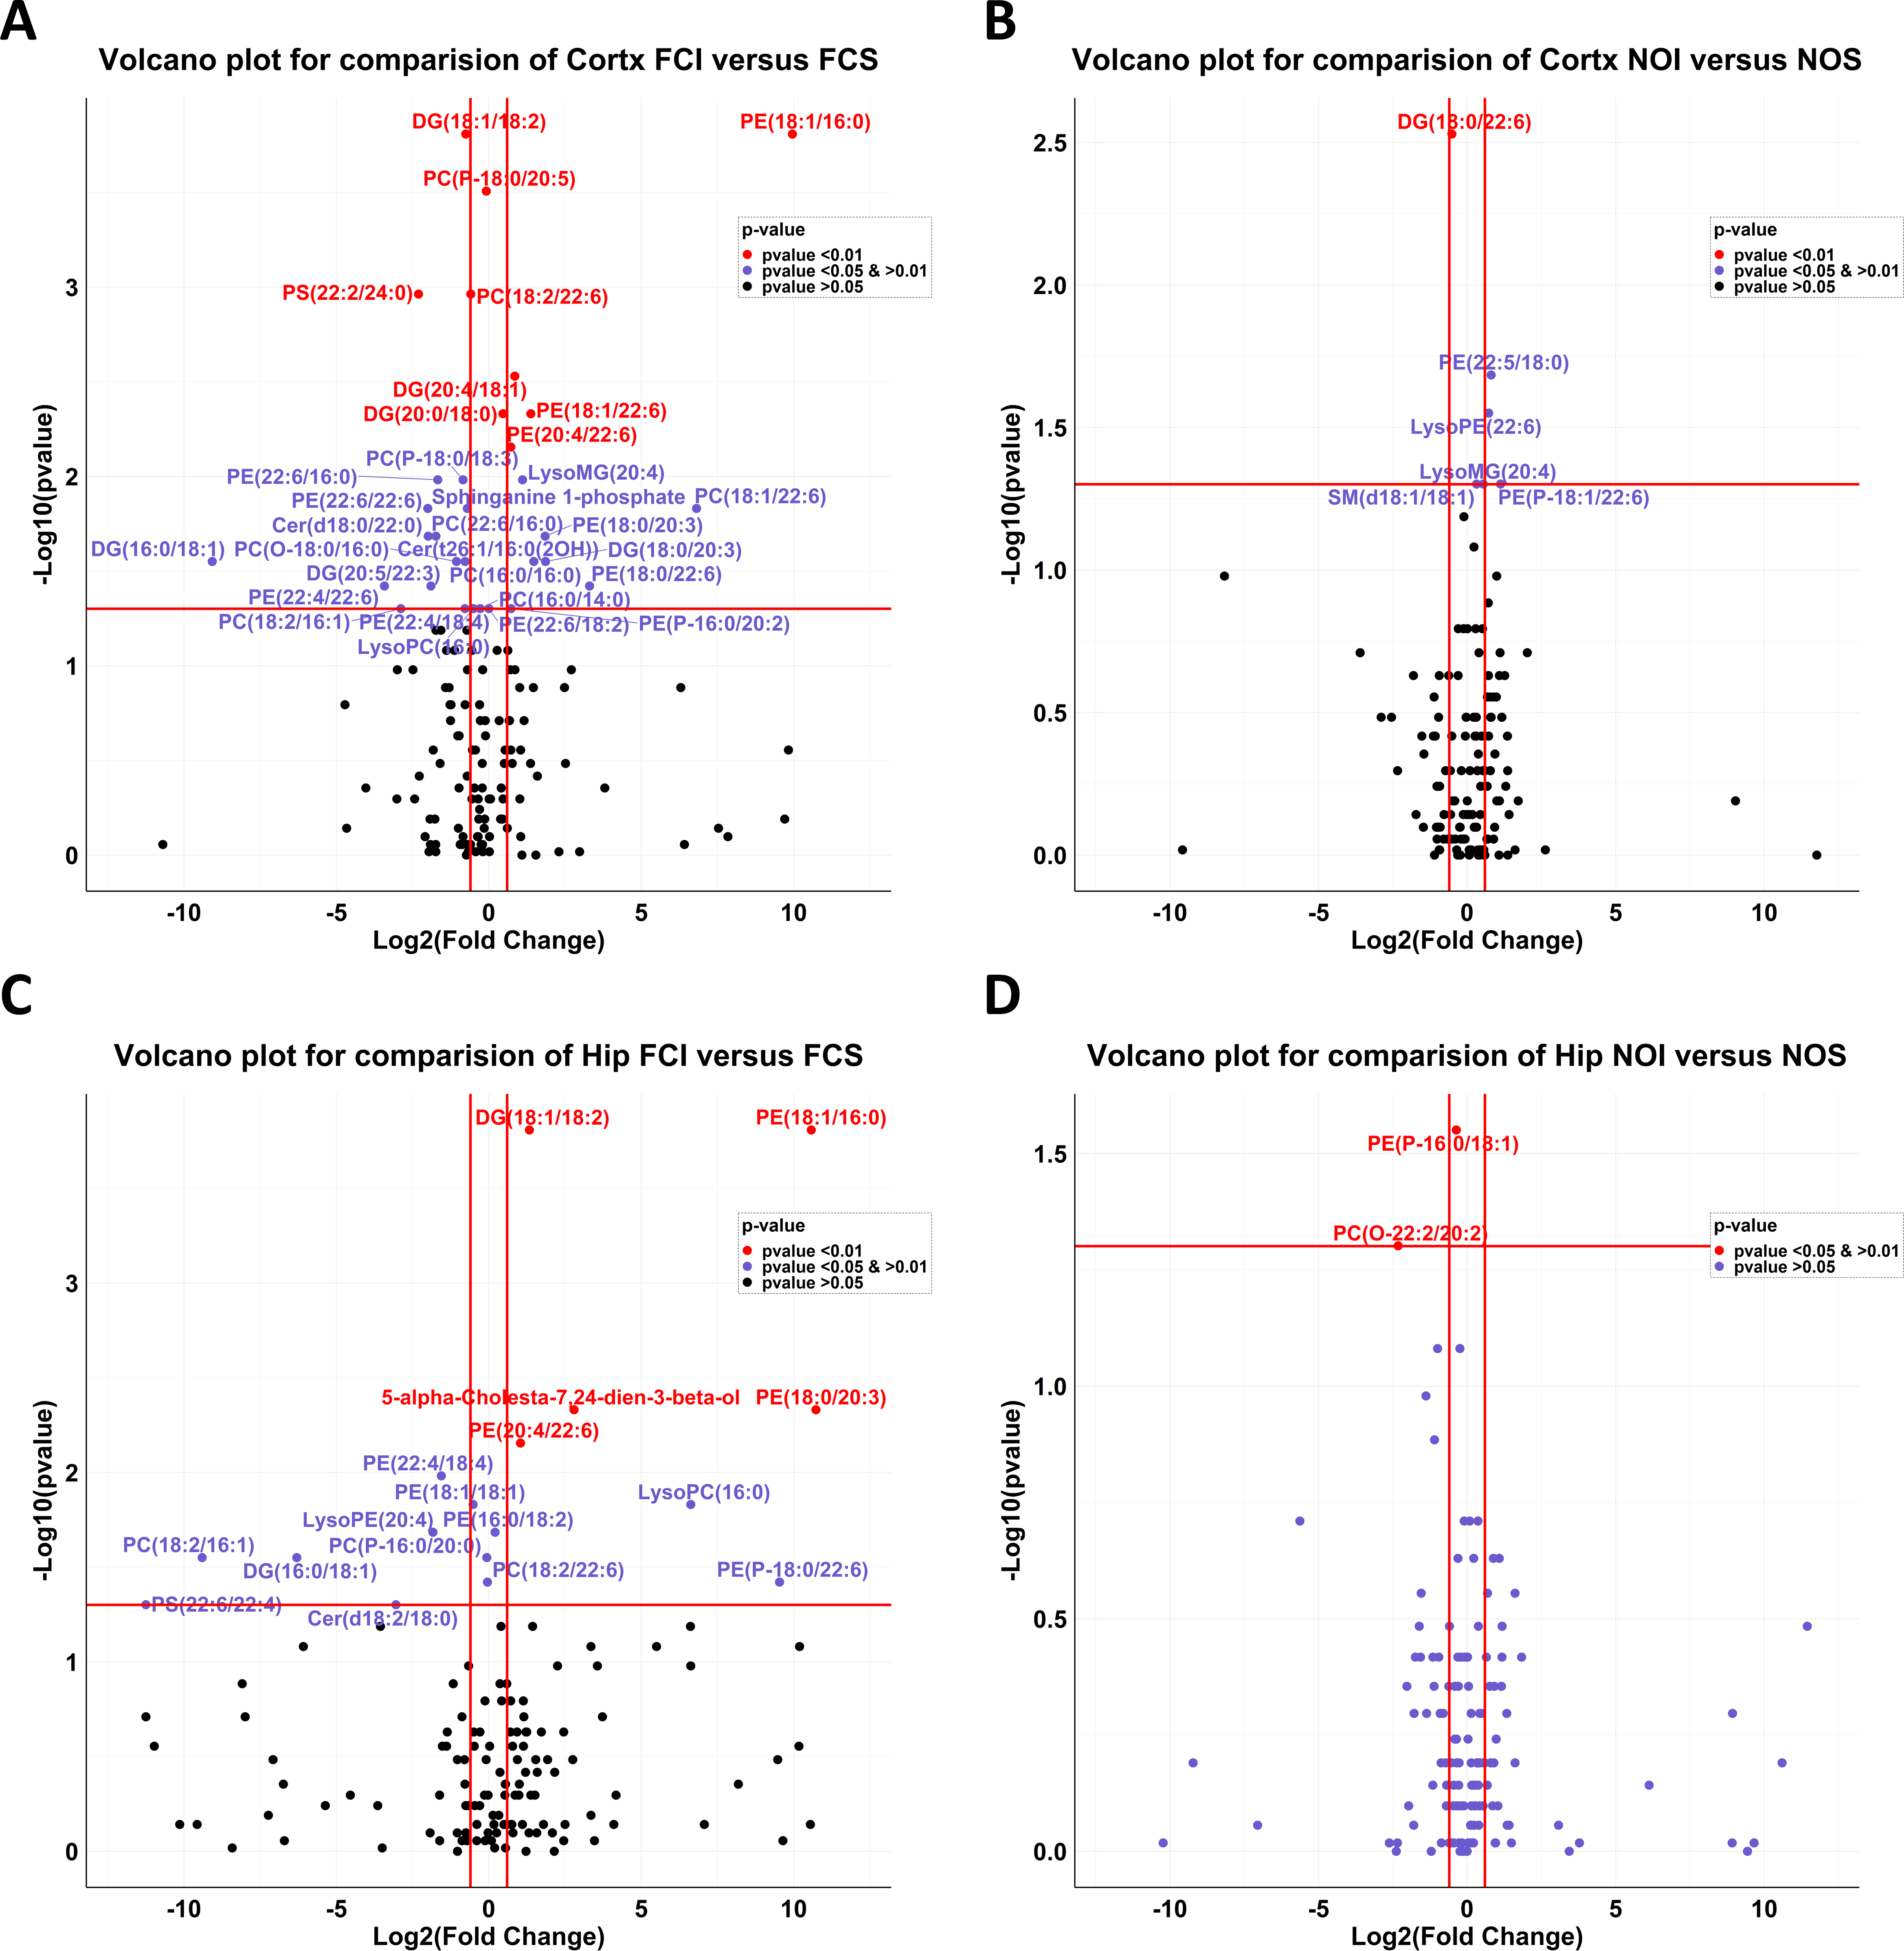 A
Volcano plot for comparision of Cortx FCI versus FCS
DG(18:1/18:2)
PE(18:1/16:0)
PC(P-18:0/20:5)
p-value
pvalue <0.01
pvalue <0.05 & >0.01
pvalue >0.05
PS(22:2/24:0)
PC(18:2/22:6)
DG(20:4/18:1)
DG(20:0/18:0)
PE(18:1/22:6)
PE(20:4/22:6)
PC(P-18:0/18:3)
PE(22:6/16:0)
LysoMG(20:4)
PE(22:6/22:6)
Sphinganine 1-phosphate
PC(18:1/22:6)
Cer(d18:0/22:0)
PC(22:6/16:0)
PE(18:0/20:3)
DG(16:0/18:1)
PC(O-18:0/16:0)
Cer(t26:1/16:0(2OH))
DG(18:0/20:3)
DG(20:5/22:3)
PC(16:0/16:0)
PE(18:0/22:6)
PE(22:4/22:6)
PC(16:0/14:0)
PC(18:2/16:1)
PE(22:4/18:4)
PE(22:6/18:2)
PE(P-16:0/20:2)
LysoPC(16:0)
3
2
1
0
-Log10(pvalue)
-10 -5 0 5 10
Log2(Fold Change)
B
Volcano plot for comparision of Cortx NOI versus NOS
DG(18:0/22:6)
p-value
pvalue <0.01
pvalue <0.05 & >0.01
pvalue >0.05
PE(22:5/18:0)
LysoPE(22:6)
LysoMG(20:4)
SM(d18:1/18:1)
PE(P-18:1/22:6)
2.5
2.0
1.5
1.0
0.5
0.0
-Log10(pvalue)
-10 -5 0 5 10
Log2(Fold Change)
C
Volcano plot for comparision of Hip FCI versus FCS
DG(18:1/18:2)
PE(18:1/16:0)
p-value
pvalue <0.01
pvalue <0.05 & >0.01
pvalue >0.05
5-alpha-Cholesta-7,24-dien-3-beta-ol
PE(18:0/20:3)
PE(20:4/22:6)
PE(22:4/18:4)
PE(18:1/18:1)
LysoPC(16:0)
LysoPE(20:4)
PE(16:0/18:2)
PC(18:2/16:1)
PC(P-16:0/20:0)
DG(16:0/18:1)
PC(18:2/22:6)
PE(P-18:0/22:6)
PS(22:6/22:4)
Cer(d18:2/18:0)
3
2
1
0
-Log10(pvalue)
-10 -5 0 5 10
Log2(Fold Change)
D
Volcano plot for comparision of Hip NOI versus NOS
PE(P-16:0/18:1)
PC(O-22:2/20:2)
p-value
pvalue <0.05 & >0.01
pvalue >0.05
1.5
1.0
0.5
0.0
-Log10(pvalue)
-10 -5 0 5 10
Log2(Fold Change)